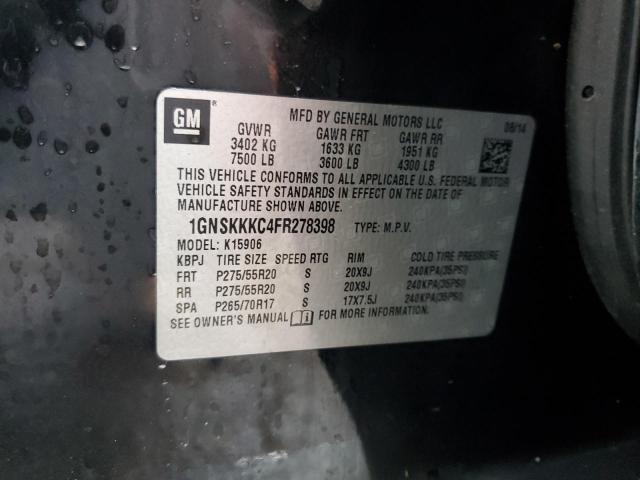 GM ®
MFD BY GENERAL MOTORS LLC 08/14
GVWR GAWR FRT GAWR RR
3402 KG 1633 KG 1951 KG
7500 LB 3600 LB 4300 LB
THIS VEHICLE CONFORMS TO ALL APPLICABLE U.S. FEDERAL MOTOR
VEHICLE SAFETY STANDARDS IN EFFECT ON THE DATE OF
MANUFACTURE SHOWN ABOVE.
1GNSKKKC4FR278398 TYPE: M.P.V.
MODEL: K15906
KBPJ TIRE SIZE SPEED RTG RIM COLD TIRE PRESSURE
FRT P275/55R20 S 20X9J 240KPA(35PSI)
RR P275/55R20 S 20X9J 240KPA(35PSI)
SPA P265/70R17 S 17X7.5J 240KPA(35PSI)
SEE OWNER'S MANUAL FOR MORE INFORMATION.